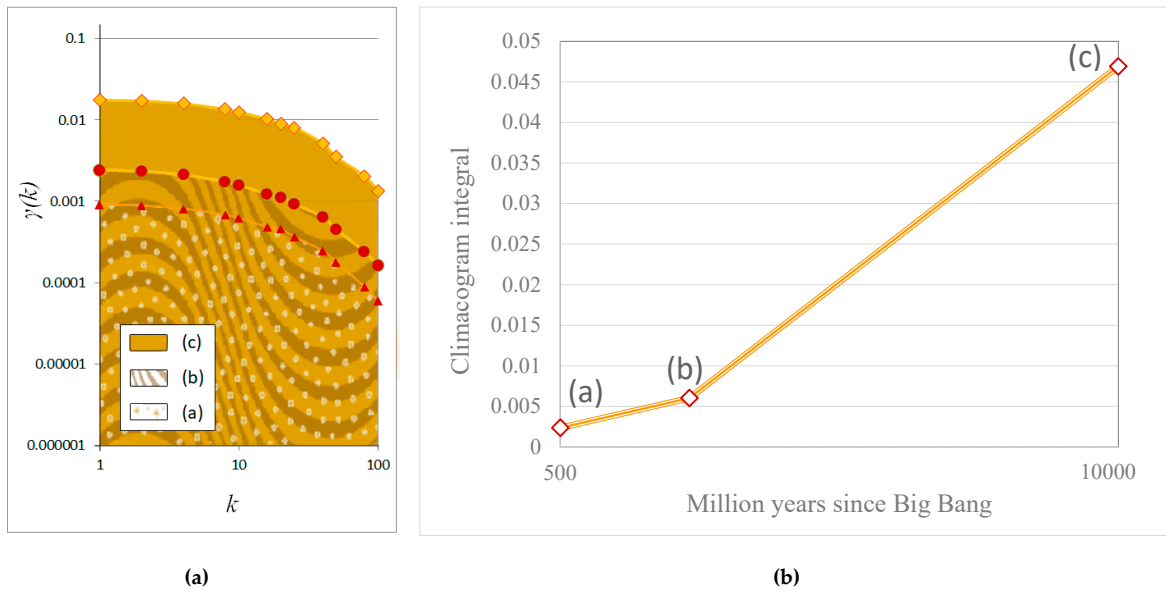 0.1
0.01
0.001
0.0001
0.00001
0.000001
γ(k)
(c)
(b)
(a)
1
10
100
k
0.05
0.045
0.04
0.035
0.03
0.025
0.02
0.015
0.01
0.005
0
Climacogram integral
(a)
(b)
(c)
500
10000
Million years since Big Bang
(a)
(b)